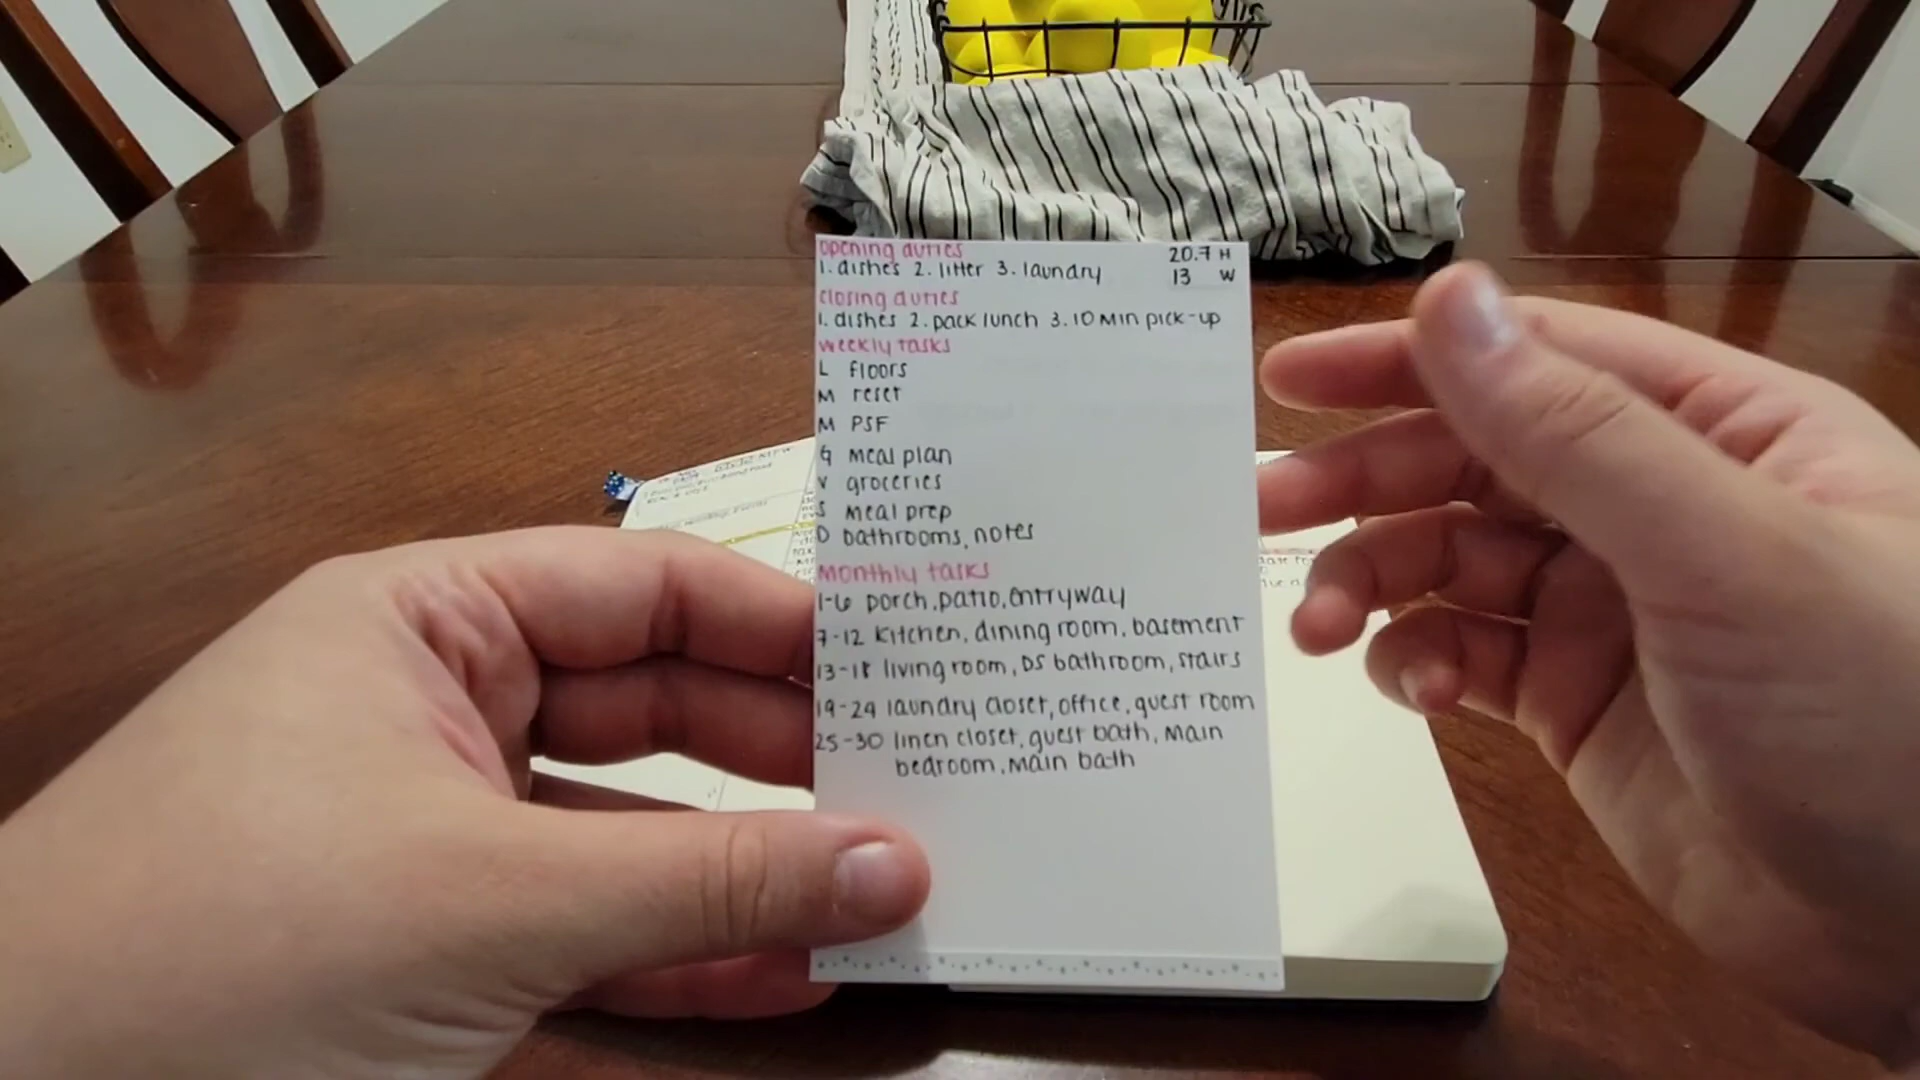 opening duties 20.7 H
1. dishes 2. litter 3. laundry 13 W
closing duties
1. dishes 2. pack lunch 3. 10 min pick-up
weekly tasks
L floors
M reset
M PSF
G meal plan
V groceries
S meal prep
D bathrooms, notes
monthly tasks
1-6 porch, patio, entryway
7-12 kitchen, dining room, basement
13-18 living room, DS bathroom, stairs
19-24 laundry closet, office, guest room
25-30 linen closet, guest bath, main
bedroom, main bath